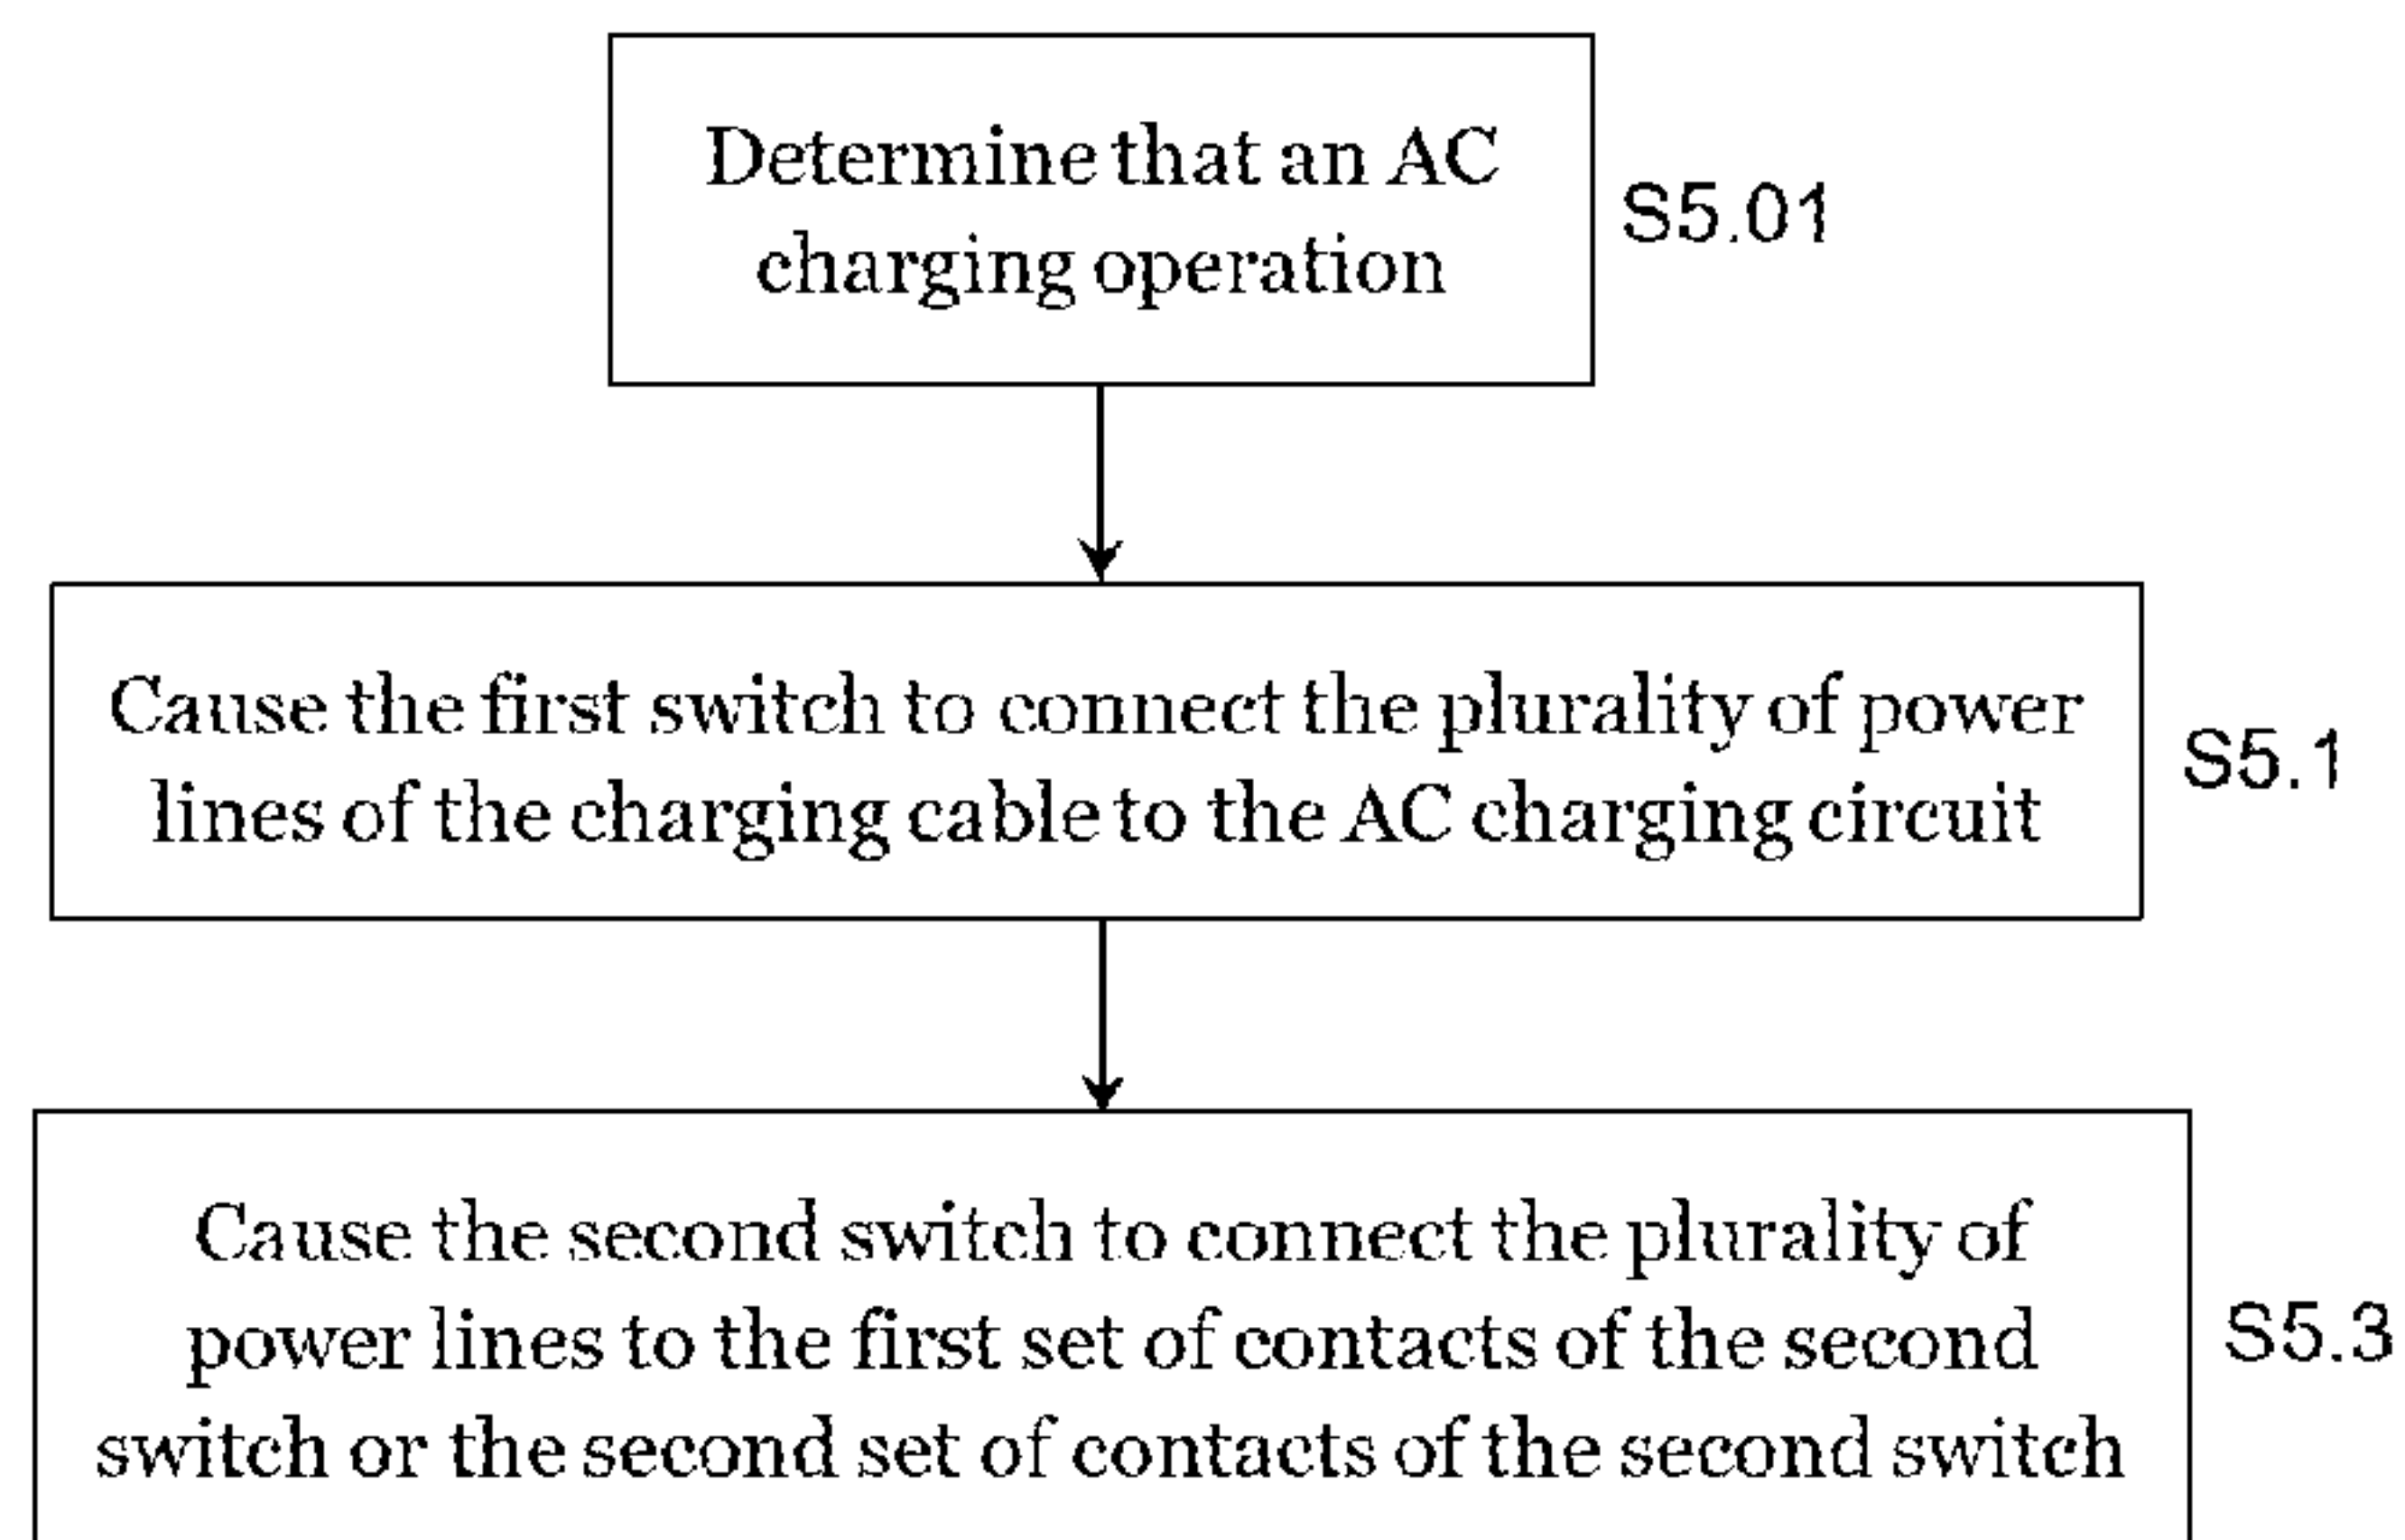 Determine that an AC
charging operation
S5.01
Cause the first switch to connect the plurality of power
lines of the charging cable to the AC charging circuit
S5.1
Cause the second switch to connect the plurality of
power lines to the first set of contacts of the second
switch or the second set of contacts of the second switch
S5.3